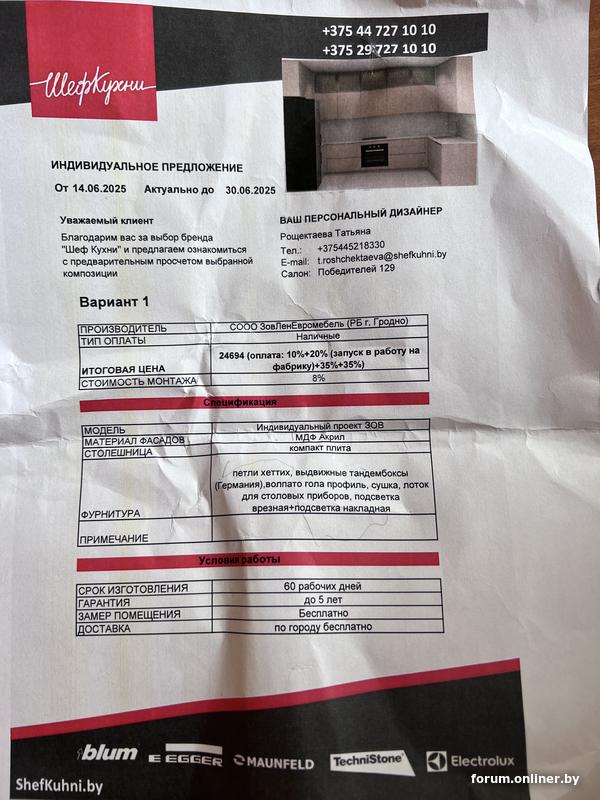 +375 44 727 10 10
+375 29 727 10 10
ШефКухни
ИНДИВИДУАЛЬНОЕ ПРЕДЛОЖЕНИЕ
От 14.06.2025 Актуально до 30.06.2025
Уважаемый клиент
Благодарим вас за выбор бренда
"Шеф Кухни" и предлагаем ознакомиться
с предварительным просчетом выбранной
композиции
ВАШ ПЕРСОНАЛЬНЫЙ ДИЗАЙНЕР
Рощектаева Татьяна
Тел.: +375445218330
E-mail: t.roshchektaeva@shefkuhni.by
Салон: Победителей 129
Вариант 1
ПРОИЗВОДИТЕЛЬ СООО ЗовЛенЕвромебель (РБ г. Гродно)
ТИП ОПЛАТЫ Наличные
24694 (оплата: 10%+20% (запуск в работу на
ИТОГОВАЯ ЦЕНА фабрику)+35%+35%)
СТОИМОСТЬ МОНТАЖА 8%
Спецификация
МОДЕЛЬ Индивидуальный проект ЗОВ
МАТЕРИАЛ ФАСАДОВ МДФ Акрил
СТОЛЕШНИЦА компакт плита
петли хеттих, выдвижные тандембоксы
(Германия),волпато гола профиль, сушка, лоток
для столовых приборов, подсветка
ФУРНИТУРА врезная+подсветка накладная
ПРИМЕЧАНИЕ
Условия работы
СРОК ИЗГОТОВЛЕНИЯ 60 рабочих дней
ГАРАНТИЯ до 5 лет
ЗАМЕР ПОМЕЩЕНИЯ Бесплатно
ДОСТАВКА по городу бесплатно
blum EGGER MAUNFELD TechniStone Electrolux
ShefKuhni.by
forum.onliner.by